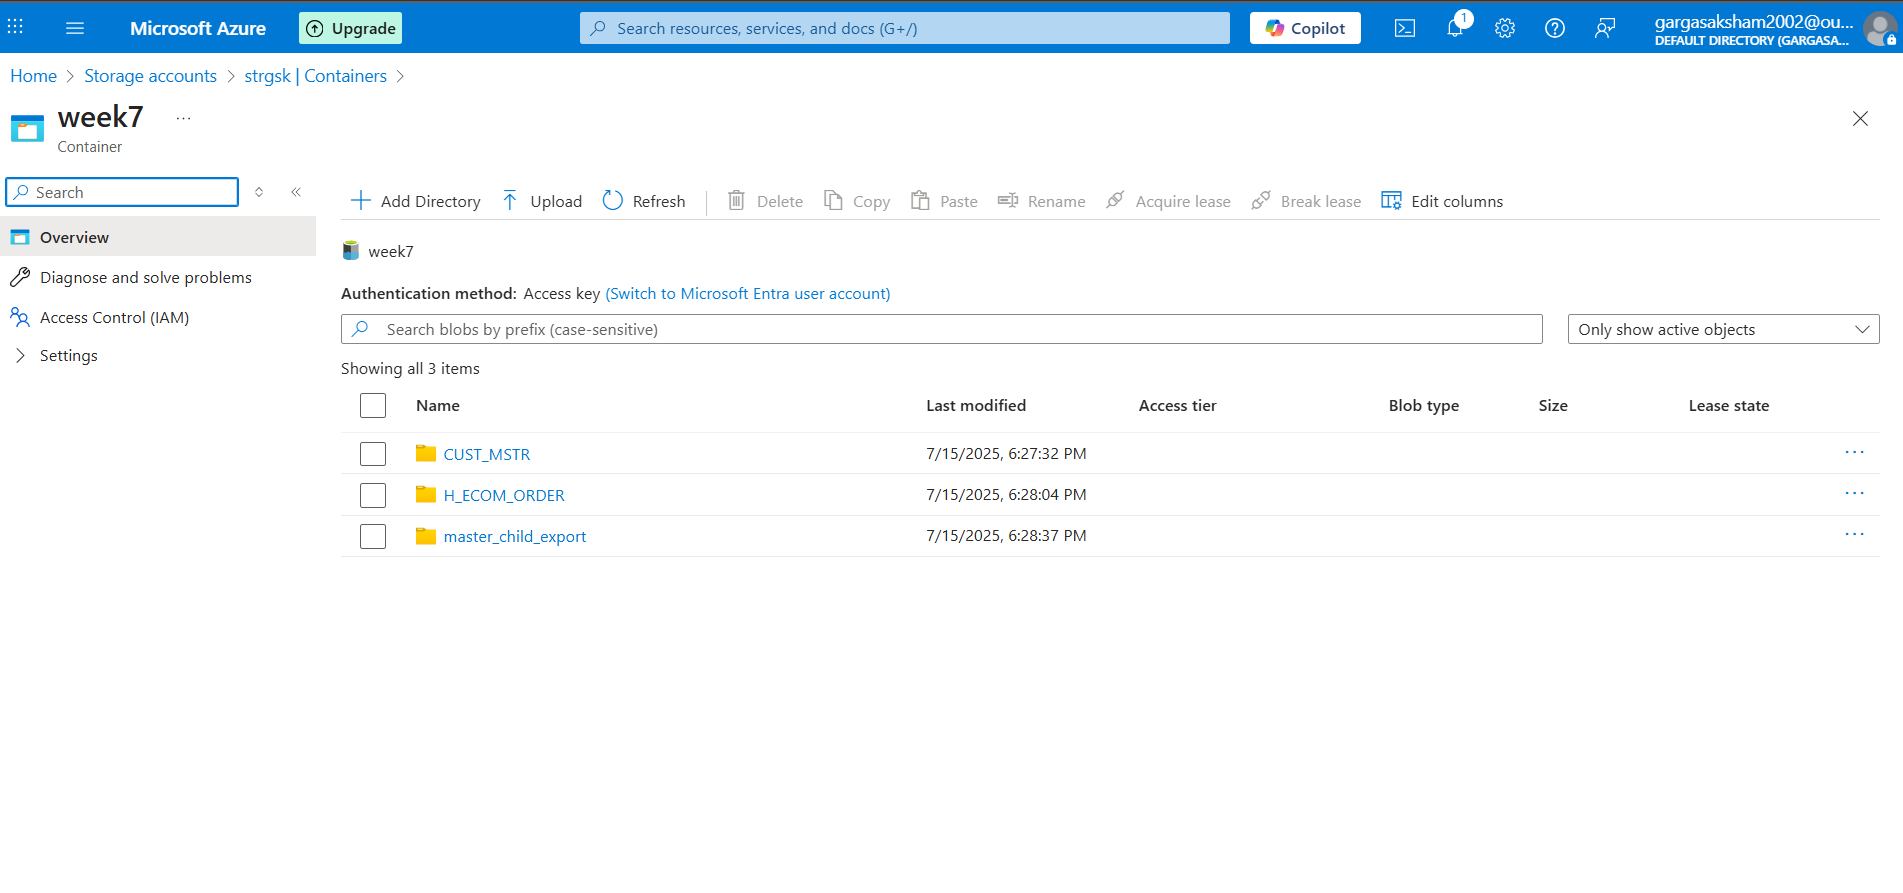 Microsoft Azure Upgrade Search resources, services, and docs (G+/) Copilot 1 gargasaksham2002@ou...
DEFAULT DIRECTORY (GARGASA...
Home > Storage accounts > strgsk | Containers >
week7 ...
Container
Search
Add Directory Upload Refresh Delete Copy Paste Rename Acquire lease Break lease Edit columns
Overview
Diagnose and solve problems
Access Control (IAM)
Settings
week7
Authentication method: Access key (Switch to Microsoft Entra user account)
Search blobs by prefix (case-sensitive) Only show active objects
Showing all 3 items
Name Last modified Access tier Blob type Size Lease state
CUST_MSTR 7/15/2025, 6:27:32 PM ...
H_ECOM_ORDER 7/15/2025, 6:28:04 PM ...
master_child_export 7/15/2025, 6:28:37 PM ...